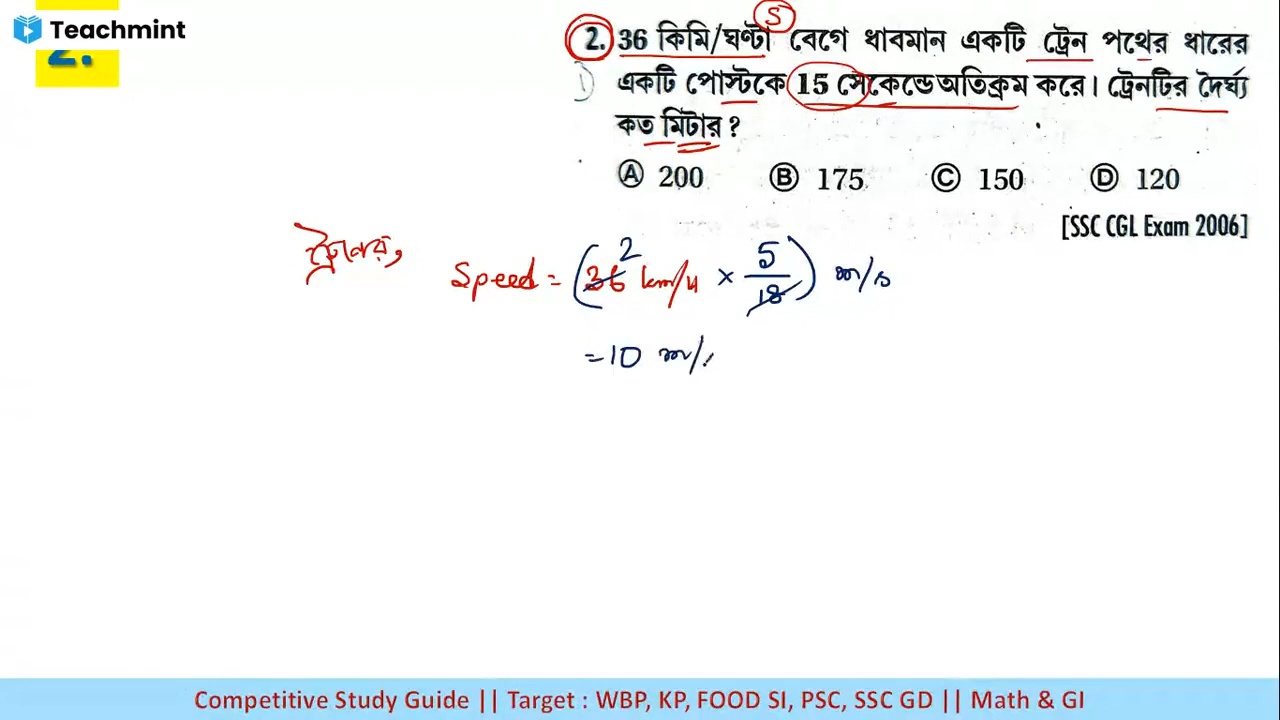 Teachmint
2.
S
2. 36 কিমি/ঘণ্টা বেগে ধাবমান একটি ট্রেন পথের ধারের
একটি পোস্টকে 15 সেকেন্ডে অতিক্রম করে। ট্রেনটির দৈর্ঘ্য
কত মিটার ?
Ⓐ 200 Ⓑ 175 Ⓒ 150 Ⓓ 120
[SSC CGL Exam 2006]
ট্রেনের,
2
Speed = (36 km/h × 5/18) m/s
= 10 m/
Competitive Study Guide || Target : WBP, KP, FOOD SI, PSC, SSC GD || Math & GI